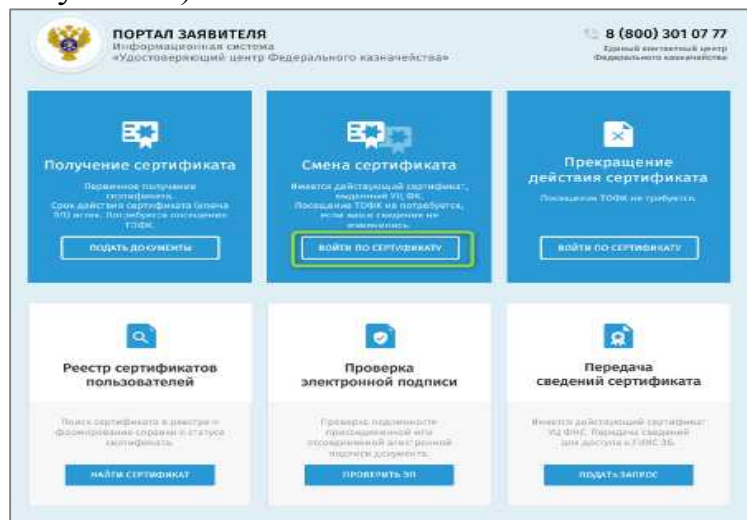 ПОРТАЛ ЗАЯВИТЕЛЯ
Информационная система
«Удостоверяющий центр Федерального казначейства»
8 (800) 301 07 77
Единый контактный центр
Федерального казначейства
Получение сертификата
Первичное получение
сертификата.
Срок действия сертификата (ключа
ЭП) истек. Потребуется посещение
ТОФК.
ПОДАТЬ ДОКУМЕНТЫ
Смена сертификата
Имеется действующий сертификат,
выданный УЦ ФК.
Посещение ТОФК не потребуется,
если ваши сведения не
изменились.
ВОЙТИ ПО СЕРТИФИКАТУ
Прекращение
действия сертификата
Посещение ТОФК не требуется.
ВОЙТИ ПО СЕРТИФИКАТУ
Реестр сертификатов
пользователей
Поиск сертификата в реестре и
формирование справки о статусе
сертификата.
НАЙТИ СЕРТИФИКАТ
Проверка
электронной подписи
Проверка подлинности
присоединенной или
отсоединенной электронной
подписи документа.
ПРОВЕРИТЬ ЭП
Передача
сведений сертификата
Имеется действующий сертификат
УЦ ФНС. Передача сведений
для доступа к ГИИС ЭБ.
ПОДАТЬ ЗАПРОС